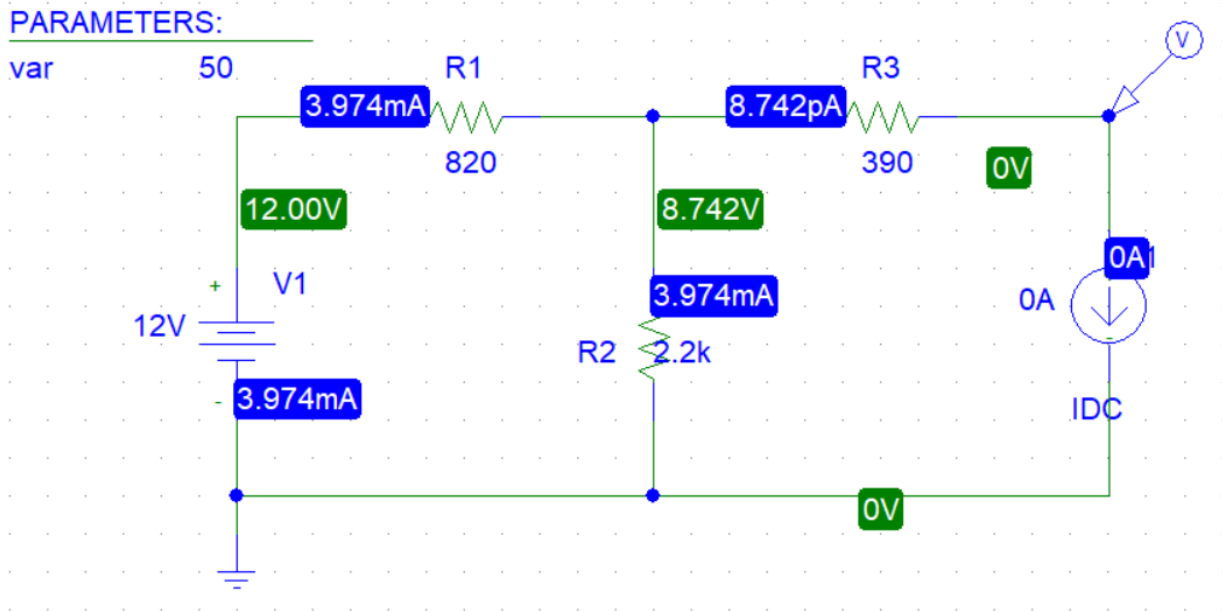 PARAMETERS:
var 50
R1
R3
V
3.974mA
8.742pA
820
390
0V
12.00V
8.742V
+
V1
3.974mA
0A
0A
12V
R2
2.2k
-
3.974mA
-
IDC
0V